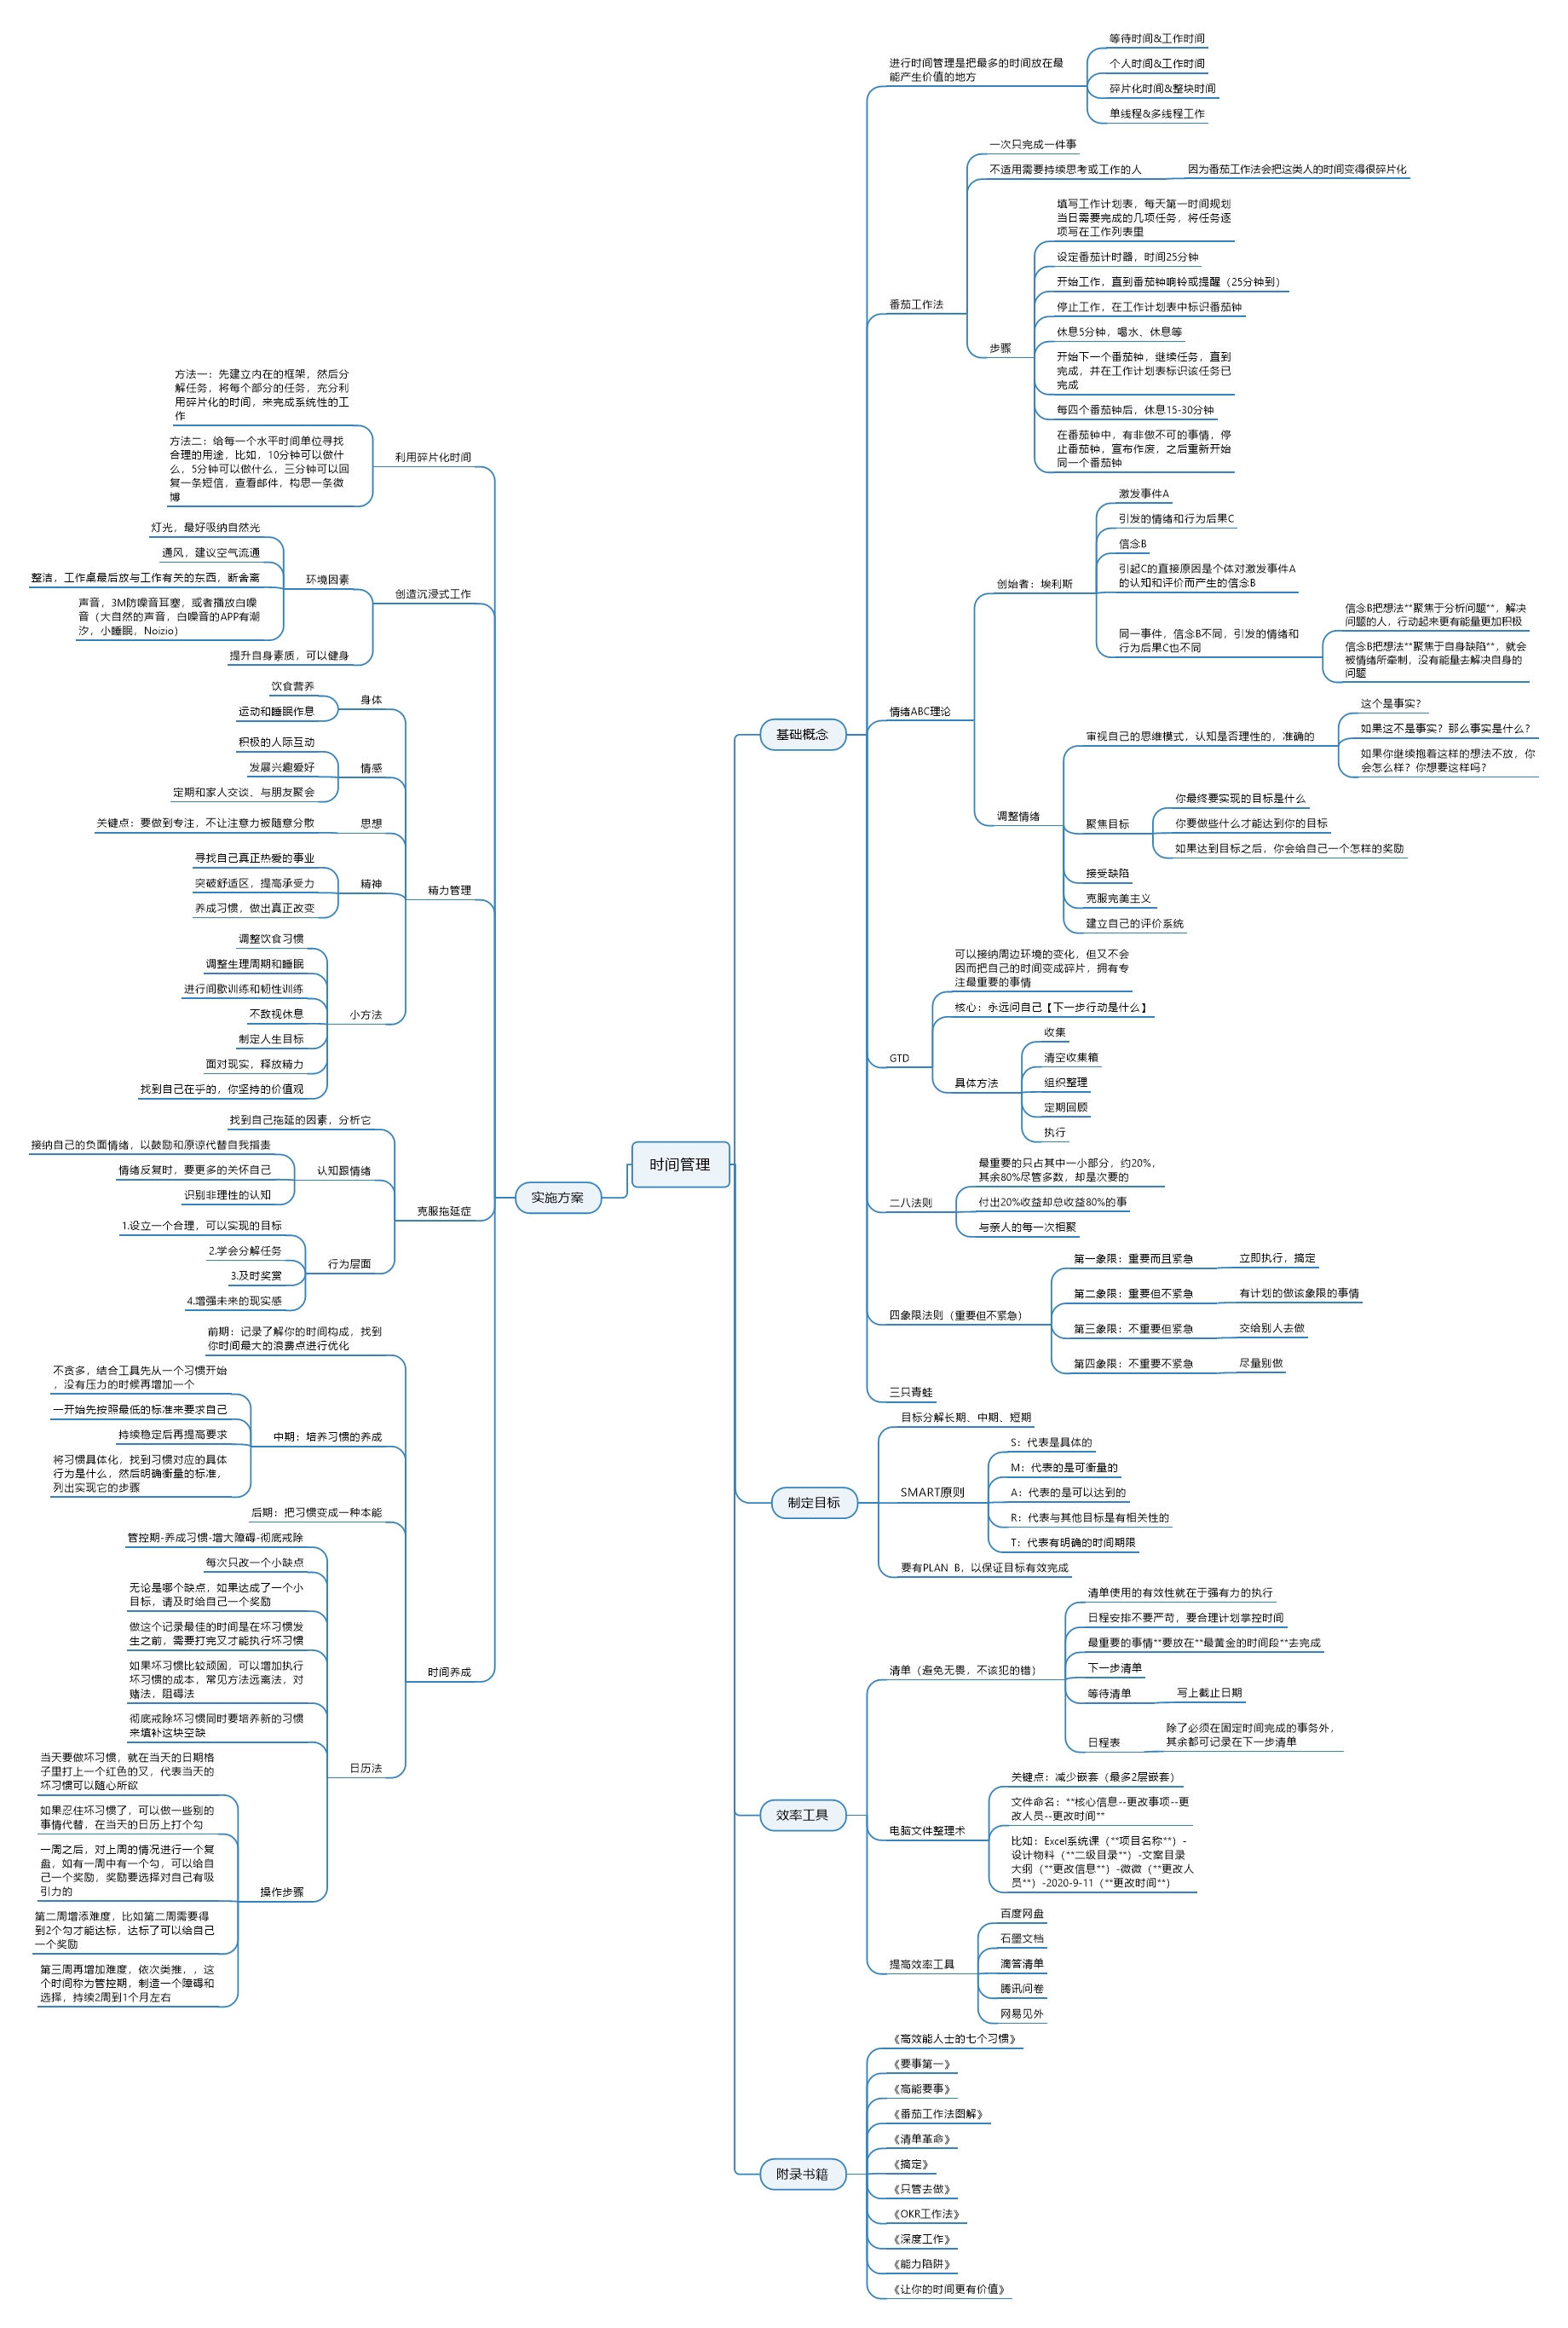 时间管理
基础概念
进行时间管理是把最多的时间放在最
能产生价值的地方
等待时间&工作时间
个人时间&工作时间
碎片化时间&整块时间
单线程&多线程工作
番茄工作法
一次只完成一件事
不适用需要持续思考或工作的人
因为番茄工作法会把这类人的时间变得很碎片化
步骤
填写工作计划表，每天第一时间规划
当日需要完成的几项任务，将任务逐
项写在工作列表里
设定番茄计时器，时间25分钟
开始工作，直到番茄钟响铃或提醒（25分钟到）
停止工作，在工作计划表中标识番茄钟
休息5分钟，喝水、休息等
开始下一个番茄钟，继续任务，直到
完成，并在工作计划表标识该任务已
完成
每四个番茄钟后，休息15-30分钟
在番茄钟中，有非做不可的事情，停
止番茄钟，宣布作废，之后重新开始
同一个番茄钟
情绪ABC理论
创始者：埃利斯
激发事件A
引发的情绪和行为后果C
信念B
引起C的直接原因是个体对激发事件A
的认知和评价而产生的信念B
同一事件，信念B不同，引发的情绪和
行为后果C也不同
信念B把想法**聚焦于分析问题**，解决
问题的人，行动起来更有能量更加积极
信念B把想法**聚焦于自身缺陷**，就会
被情绪所牵制，没有能量去解决自身的
问题
调整情绪
审视自己的思维模式，认知是否理性的，准确的
这个是事实？
如果这不是事实？那么事实是什么？
如果你继续抱着这样的想法不放，你
会怎么样？你想要这样吗？
聚焦目标
你最终要实现的目标是什么
你要做些什么才能达到你的目标
如果达到目标之后，你会给自己一个怎样的奖励
接受缺陷
克服完美主义
建立自己的评价系统
GTD
可以接纳周边环境的变化，但又不会
因而把自己的时间变成碎片，拥有专
注最重要的事情
核心：永远问自己【下一步行动是什么】
具体方法
收集
清空收集箱
组织整理
定期回顾
执行
二八法则
最重要的只占其中一小部分，约20%，
其余80%尽管多数，却是次要的
付出20%收益却总收益80%的事
与亲人的每一次相聚
四象限法则（重要但不紧急）
第一象限：重要而且紧急
立即执行，搞定
第二象限：重要但不紧急
有计划的做该象限的事情
第三象限：不重要但紧急
交给别人去做
第四象限：不重要不紧急
尽量别做
三只青蛙
制定目标
目标分解长期、中期、短期
SMART原则
S：代表是具体的
M：代表的是可衡量的
A：代表的是可以达到的
R：代表与其他目标是有相关性的
T：代表有明确的时间期限
要有PLAN B，以保证目标有效完成
效率工具
清单（避免无畏，不该犯的错）
清单使用的有效性就在于强有力的执行
日程安排不要严苛，要合理计划掌控时间
最重要的事情**要放在**最黄金的时间段**去完成
下一步清单
等待清单
写上截止日期
日程表
除了必须在固定时间完成的事务外，
其余都可记录在下一步清单
电脑文件整理术
关键点：减少嵌套（最多2层嵌套）
文件命名：**核心信息--更改事项--更
改人员--更改时间**
比如：Excel系统课（**项目名称**）-
设计物料（**二级目录**）-文案目录
大纲（**更改信息**）-微微（**更改人
员**）-2020-9-11（**更改时间**）
提高效率工具
百度网盘
石墨文档
滴答清单
腾讯问卷
网易见外
附录书籍
《高效能人士的七个习惯》
《要事第一》
《高能要事》
《番茄工作法图解》
《清单革命》
《搞定》
《只管去做》
《OKR工作法》
《深度工作》
《能力陷阱》
《让你的时间更有价值》
实施方案
利用碎片化时间
方法一：先建立内在的框架，然后分
解任务，将每个部分的任务，充分利
用碎片化的时间，来完成系统性的工
作
方法二：给每一个水平时间单位寻找
合理的用途，比如，10分钟可以做什
么，5分钟可以做什么，三分钟可以回
复一条短信，查看邮件，构思一条微
博
创造沉浸式工作
环境因素
灯光，最好吸纳自然光
通风，建议空气流通
整洁，工作桌最后放与工作有关的东西，断舍离
声音，3M防噪音耳塞，或者播放白噪
音（大自然的声音，白噪音的APP有潮
汐，小睡眠，Noizio）
提升自身素质，可以健身
精力管理
身体
饮食营养
运动和睡眠作息
情感
积极的人际互动
发展兴趣爱好
定期和家人交谈、与朋友聚会
思想
关键点：要做到专注，不让注意力被随意分散
精神
寻找自己真正热爱的事业
突破舒适区，提高承受力
养成习惯，做出真正改变
小方法
调整饮食习惯
调整生理周期和睡眠
进行间歇训练和韧性训练
不敌视休息
制定人生目标
面对现实，释放精力
找到自己在乎的，你坚持的价值观
克服拖延症
找到自己拖延的因素，分析它
认知跟情绪
接纳自己的负面情绪，以鼓励和原谅代替自我指责
情绪反复时，要更多的关怀自己
识别非理性的认知
行为层面
1.设立一个合理，可以实现的目标
2.学会分解任务
3.及时奖赏
4.增强未来的现实感
时间养成
前期：记录了解你的时间构成，找到
你时间最大的浪费点进行优化
中期：培养习惯的养成
不贪多，结合工具先从一个习惯开始
，没有压力的时候再增加一个
一开始先按照最低的标准来要求自己
持续稳定后再提高要求
将习惯具体化，找到习惯对应的具体
行为是什么，然后明确衡量的标准，
列出实现它的步骤
后期：把习惯变成一种本能
日历法
管控期-养成习惯-增大障碍-彻底戒除
每次只改一个小缺点
无论是哪个缺点，如果达成了一个小
目标，请及时给自己一个奖励
做这个记录最佳的时间是在坏习惯发
生之前，需要打完叉才能执行坏习惯
如果坏习惯比较顽固，可以增加执行
坏习惯的成本，常见方法远离法，对
赌法，阻碍法
彻底戒除坏习惯同时要培养新的习惯
来填补这块空缺
操作步骤
当天要做坏习惯，就在当天的日期格
子里打上一个红色的叉，代表当天的
坏习惯可以随心所欲
如果忍住坏习惯了，可以做一些别的
事情代替，在当天的日历上打个勾
一周之后，对上周的情况进行一个复
盘，如有一周中有一个勾，可以给自
己一个奖励，奖励要选择对自己有吸
引力的
第二周增添难度，比如第二周需要得
到2个勾才能达标，达标了可以给自己
一个奖励
第三周再增加难度，依次类推，，这
个时间称为管控期，制造一个障碍和
选择，持续2周到1个月左右